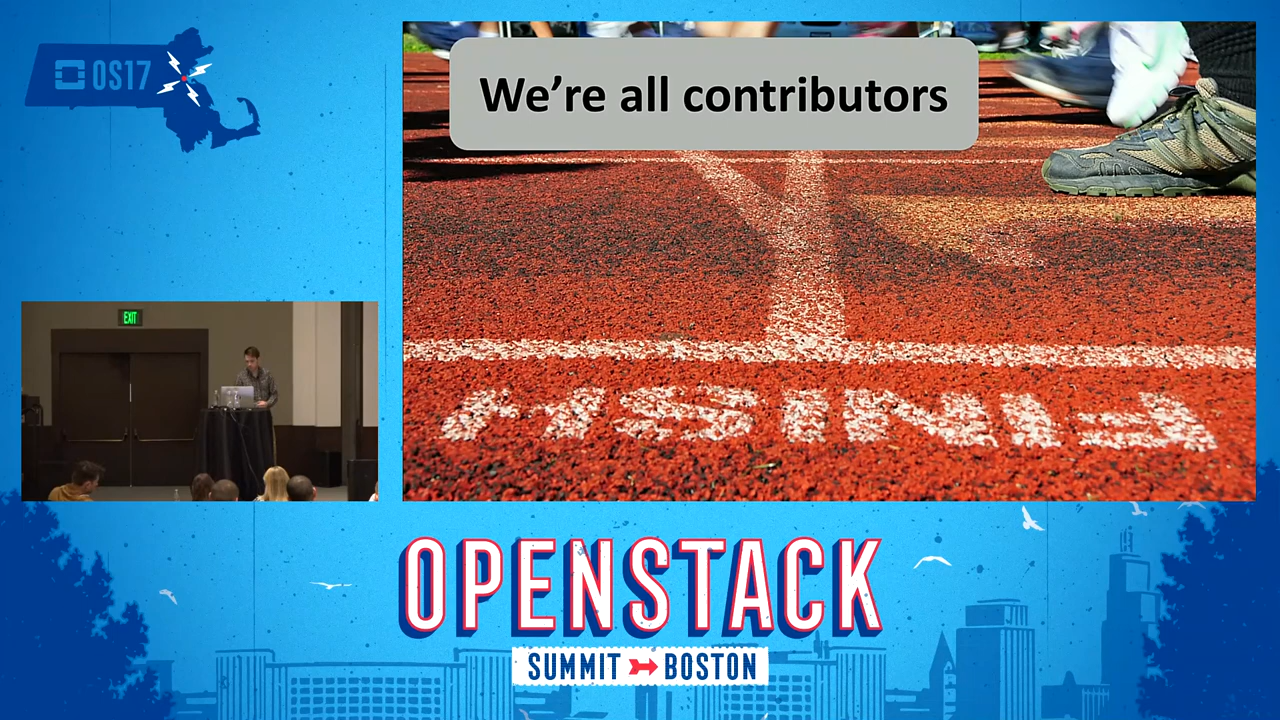 OS17
We're all contributors
EXIT
FINISH
OPENSTACK
SUMMIT BOSTON